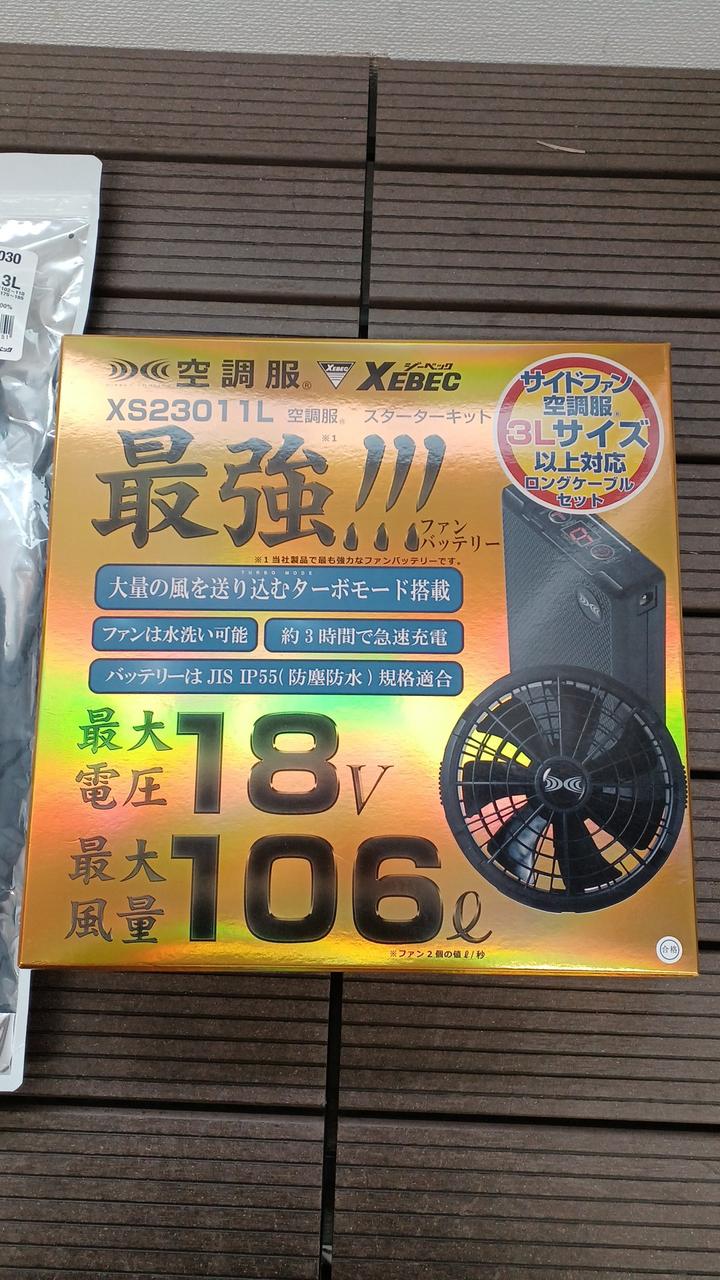 030
3L
空調服®
XEBEC
ジーベック
XEBEC
XS23011L 空調服® スターターキット
サイドファン
空調服®
3Lサイズ
以上対応
ロングケーブル
セット
最強!!!
※1
ファン
バッテリー
※1 当社製品で最も強力なファンバッテリーです。
TURBO MODE
大量の風を送り込むターボモード搭載
ファンは水洗い可能
約3時間で急速充電
バッテリーは JIS IP55(防塵防水)規格適合
最大
電圧
18V
最大
風量
106ℓ
※ファン2個の値ℓ/秒
合格